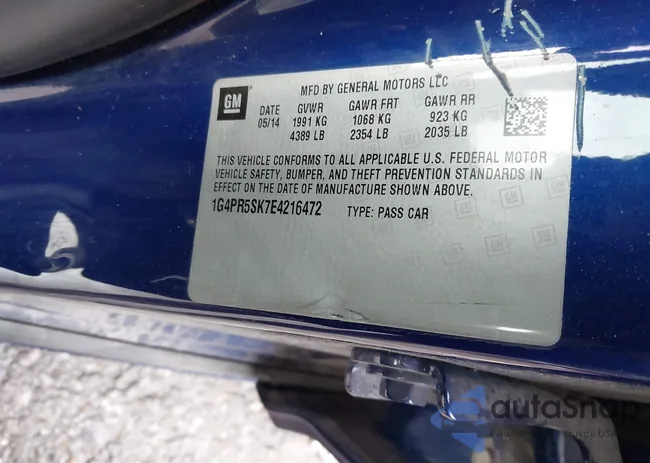 MFD BY GENERAL MOTORS LLC
GM
DATE GVWR GAWR FRT GAWR RR
05/14 1991 KG 1068 KG 923 KG
4389 LB 2354 LB 2035 LB
THIS VEHICLE CONFORMS TO ALL APPLICABLE U.S. FEDERAL MOTOR
VEHICLE SAFETY, BUMPER, AND THEFT PREVENTION STANDARDS IN
EFFECT ON THE DATE OF MANUFACTURE SHOWN ABOVE.
1G4PR5SK7E4216472 TYPE: PASS CAR
autoSnap